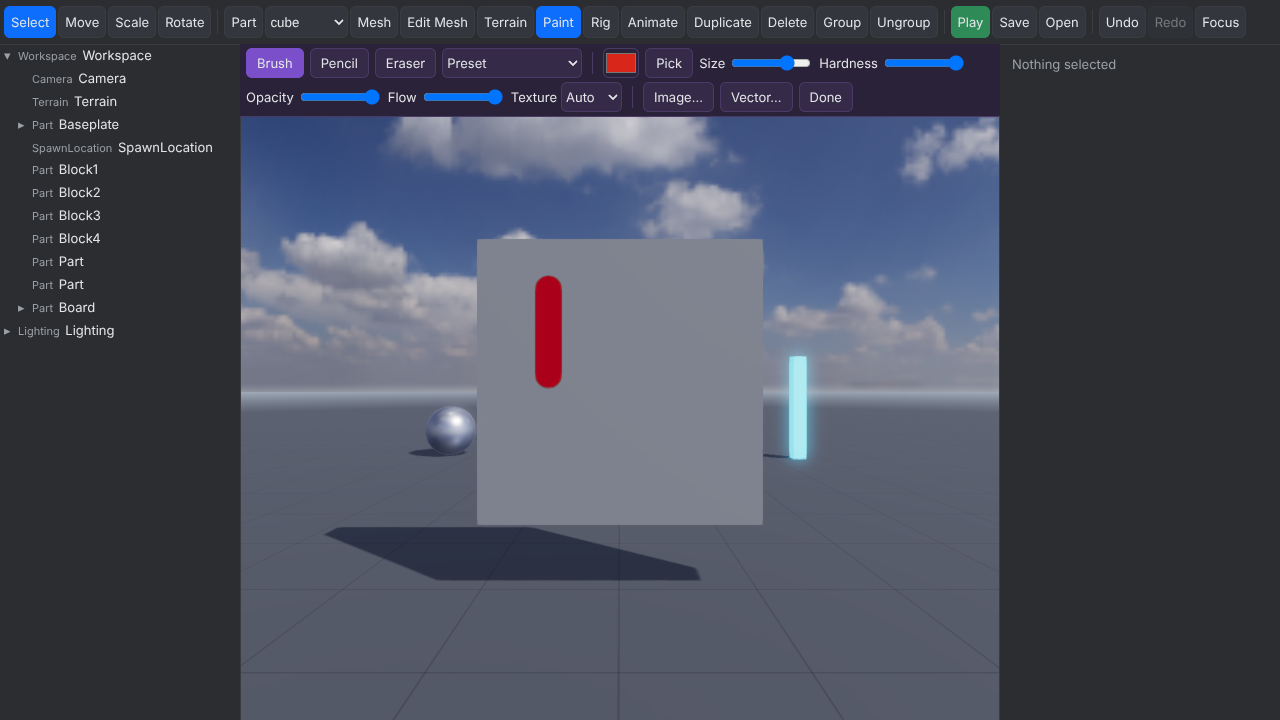 Select Move Scale Rotate Part cube Mesh Edit Mesh Terrain Paint Rig Animate Duplicate Delete Group Ungroup Play Save Open Undo Redo Focus
Brush Pencil Eraser Preset Pick Size Hardness
Opacity Flow Texture Auto Image... Vector... Done
Workspace Workspace
Camera Camera
Terrain Terrain
Part Baseplate
SpawnLocation SpawnLocation
Part Block1
Part Block2
Part Block3
Part Block4
Part Part
Part Part
Part Board
Lighting Lighting
Nothing selected